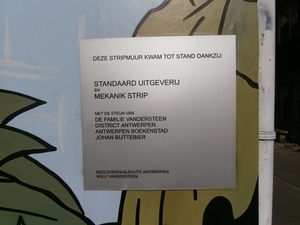 DEZE STRIPMUUR KWAM TOT STAND DANKZIJ:
STANDAARD UITGEVERIJ
EN
MEKANIK STRIP
MET DE STEUN VAN
DE FAMILIE VANDERSTEEN
DISTRICT ANTWERPEN
ANTWERPEN BOEKENSTAD
JOHAN BIJTTEBIER
BEELDVERHAALROUTE ANTWERPEN
WILLY VANDERSTEEN